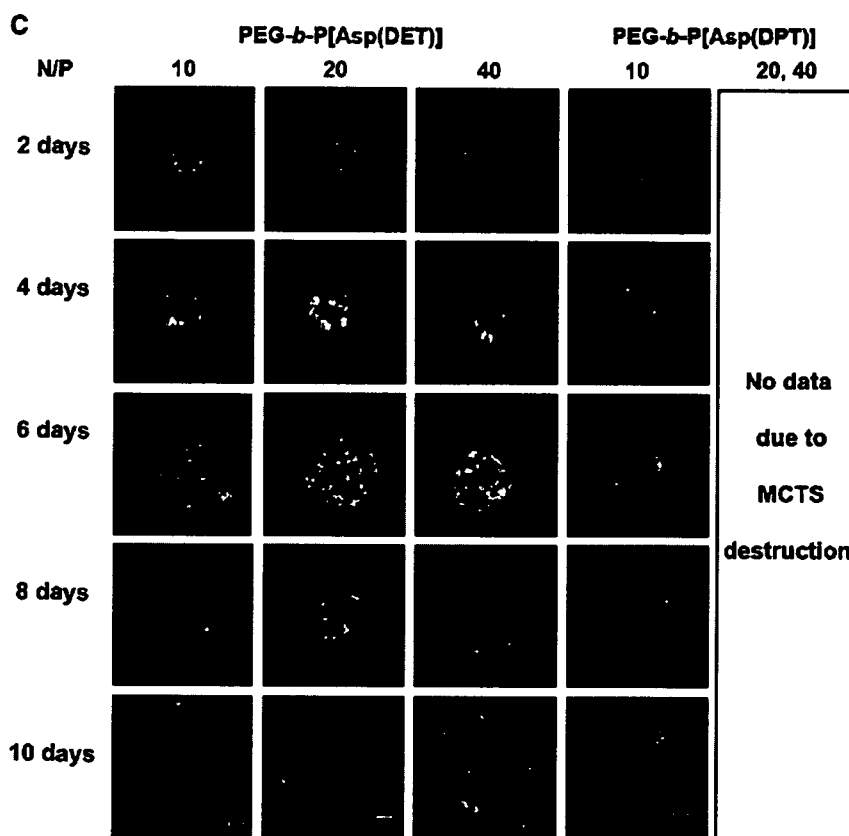 C
PEG-b-P[Asp(DET)] PEG-b-P[Asp(DPT)]
N/P 10 20 40 10 20, 40
2 days
4 days
6 days
8 days
10 days
No data
due to
MCTS
destruction